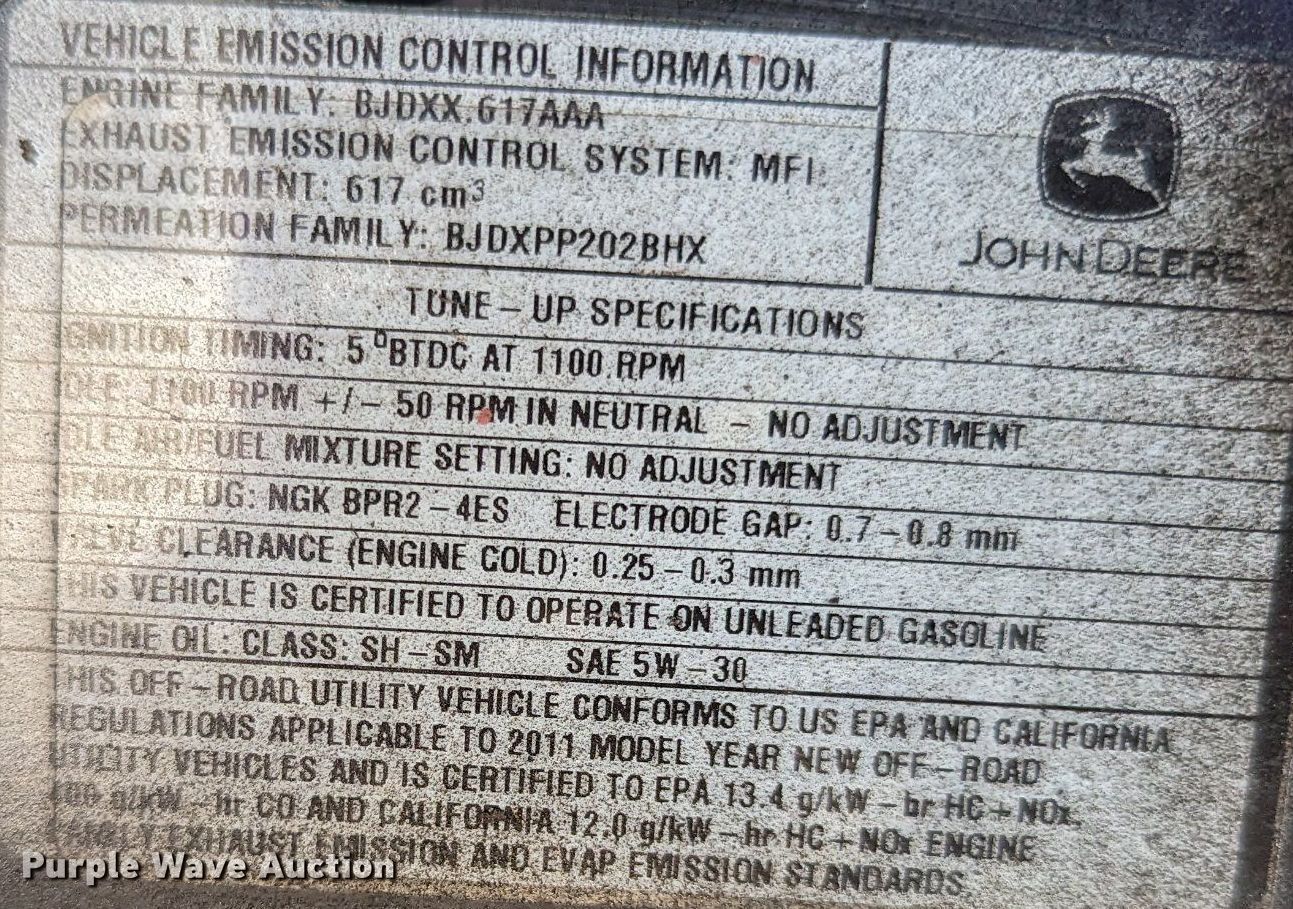 VEHICLE EMISSION CONTROL INFORMATION
ENGINE FAMILY: BJDXX.617AAA
EXHAUST EMISSION CONTROL SYSTEM: MFI
DISPLACEMENT: 617 cm³
PERMEATION FAMILY: BJDXPP202BHX
JOHN DEERE
TUNE-UP SPECIFICATIONS
IGNITION TIMING: 5°BTDC AT 1100 RPM
IDLE: 1100 RPM +/- 50 RPM IN NEUTRAL - NO ADJUSTMENT
IDLE AIR/FUEL MIXTURE SETTING: NO ADJUSTMENT
SPARK PLUG: NGK BPR2-4ES ELECTRODE GAP: 0.7-0.8 mm
VALVE CLEARANCE (ENGINE COLD): 0.25-0.3 mm
THIS VEHICLE IS CERTIFIED TO OPERATE ON UNLEADED GASOLINE
ENGINE OIL: CLASS: SH-SM SAE 5W-30
THIS OFF-ROAD UTILITY VEHICLE CONFORMS TO US EPA AND CALIFORNIA
REGULATIONS APPLICABLE TO 2011 MODEL YEAR NEW OFF-ROAD
UTILITY VEHICLES AND IS CERTIFIED TO EPA 13.4 g/kW-hr HC+NOx,
400 g/kW-hr CO AND CALIFORNIA 12.0 g/kW-hr HC+NOx ENGINE
FAMILY EXHAUST EMISSION AND EVAP EMISSION STANDARDS.
Purple Wave Auction